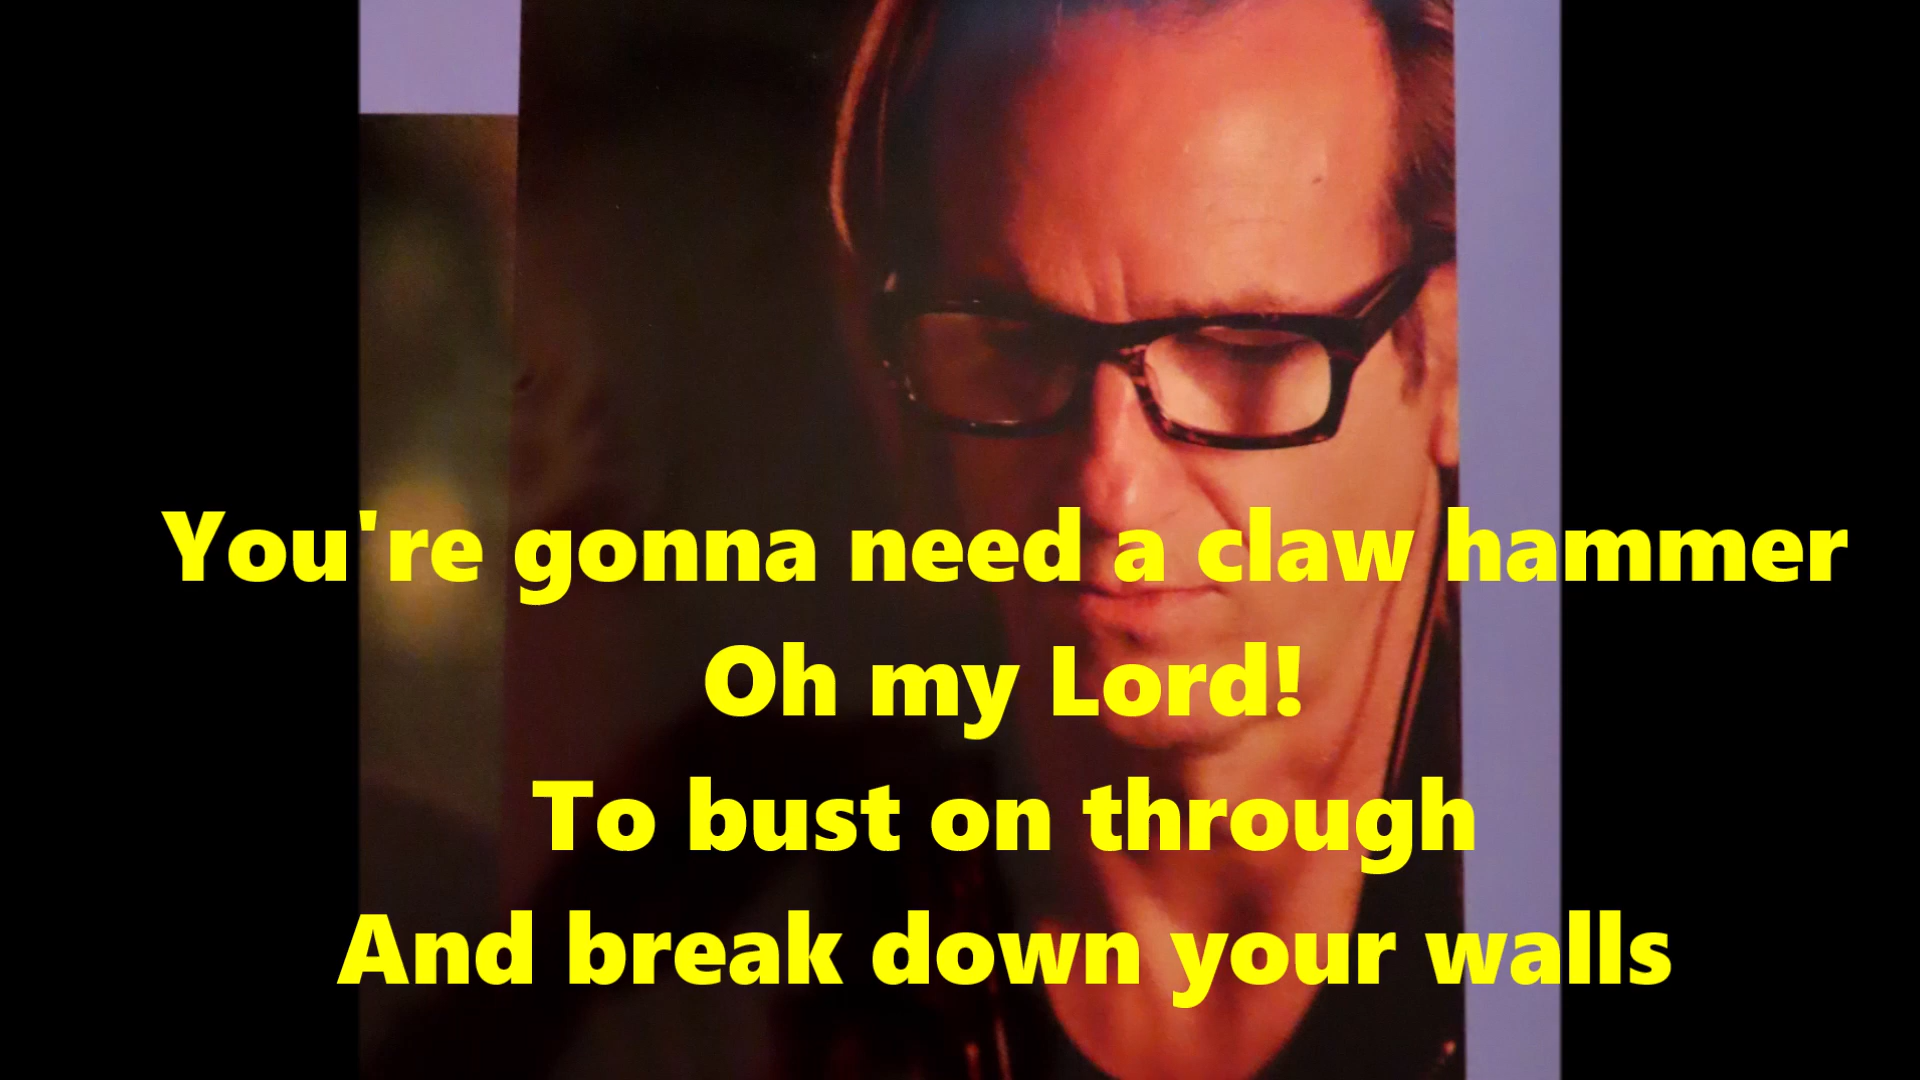 You're gonna need a claw hammer
Oh my Lord!
To bust on through
And break down your walls